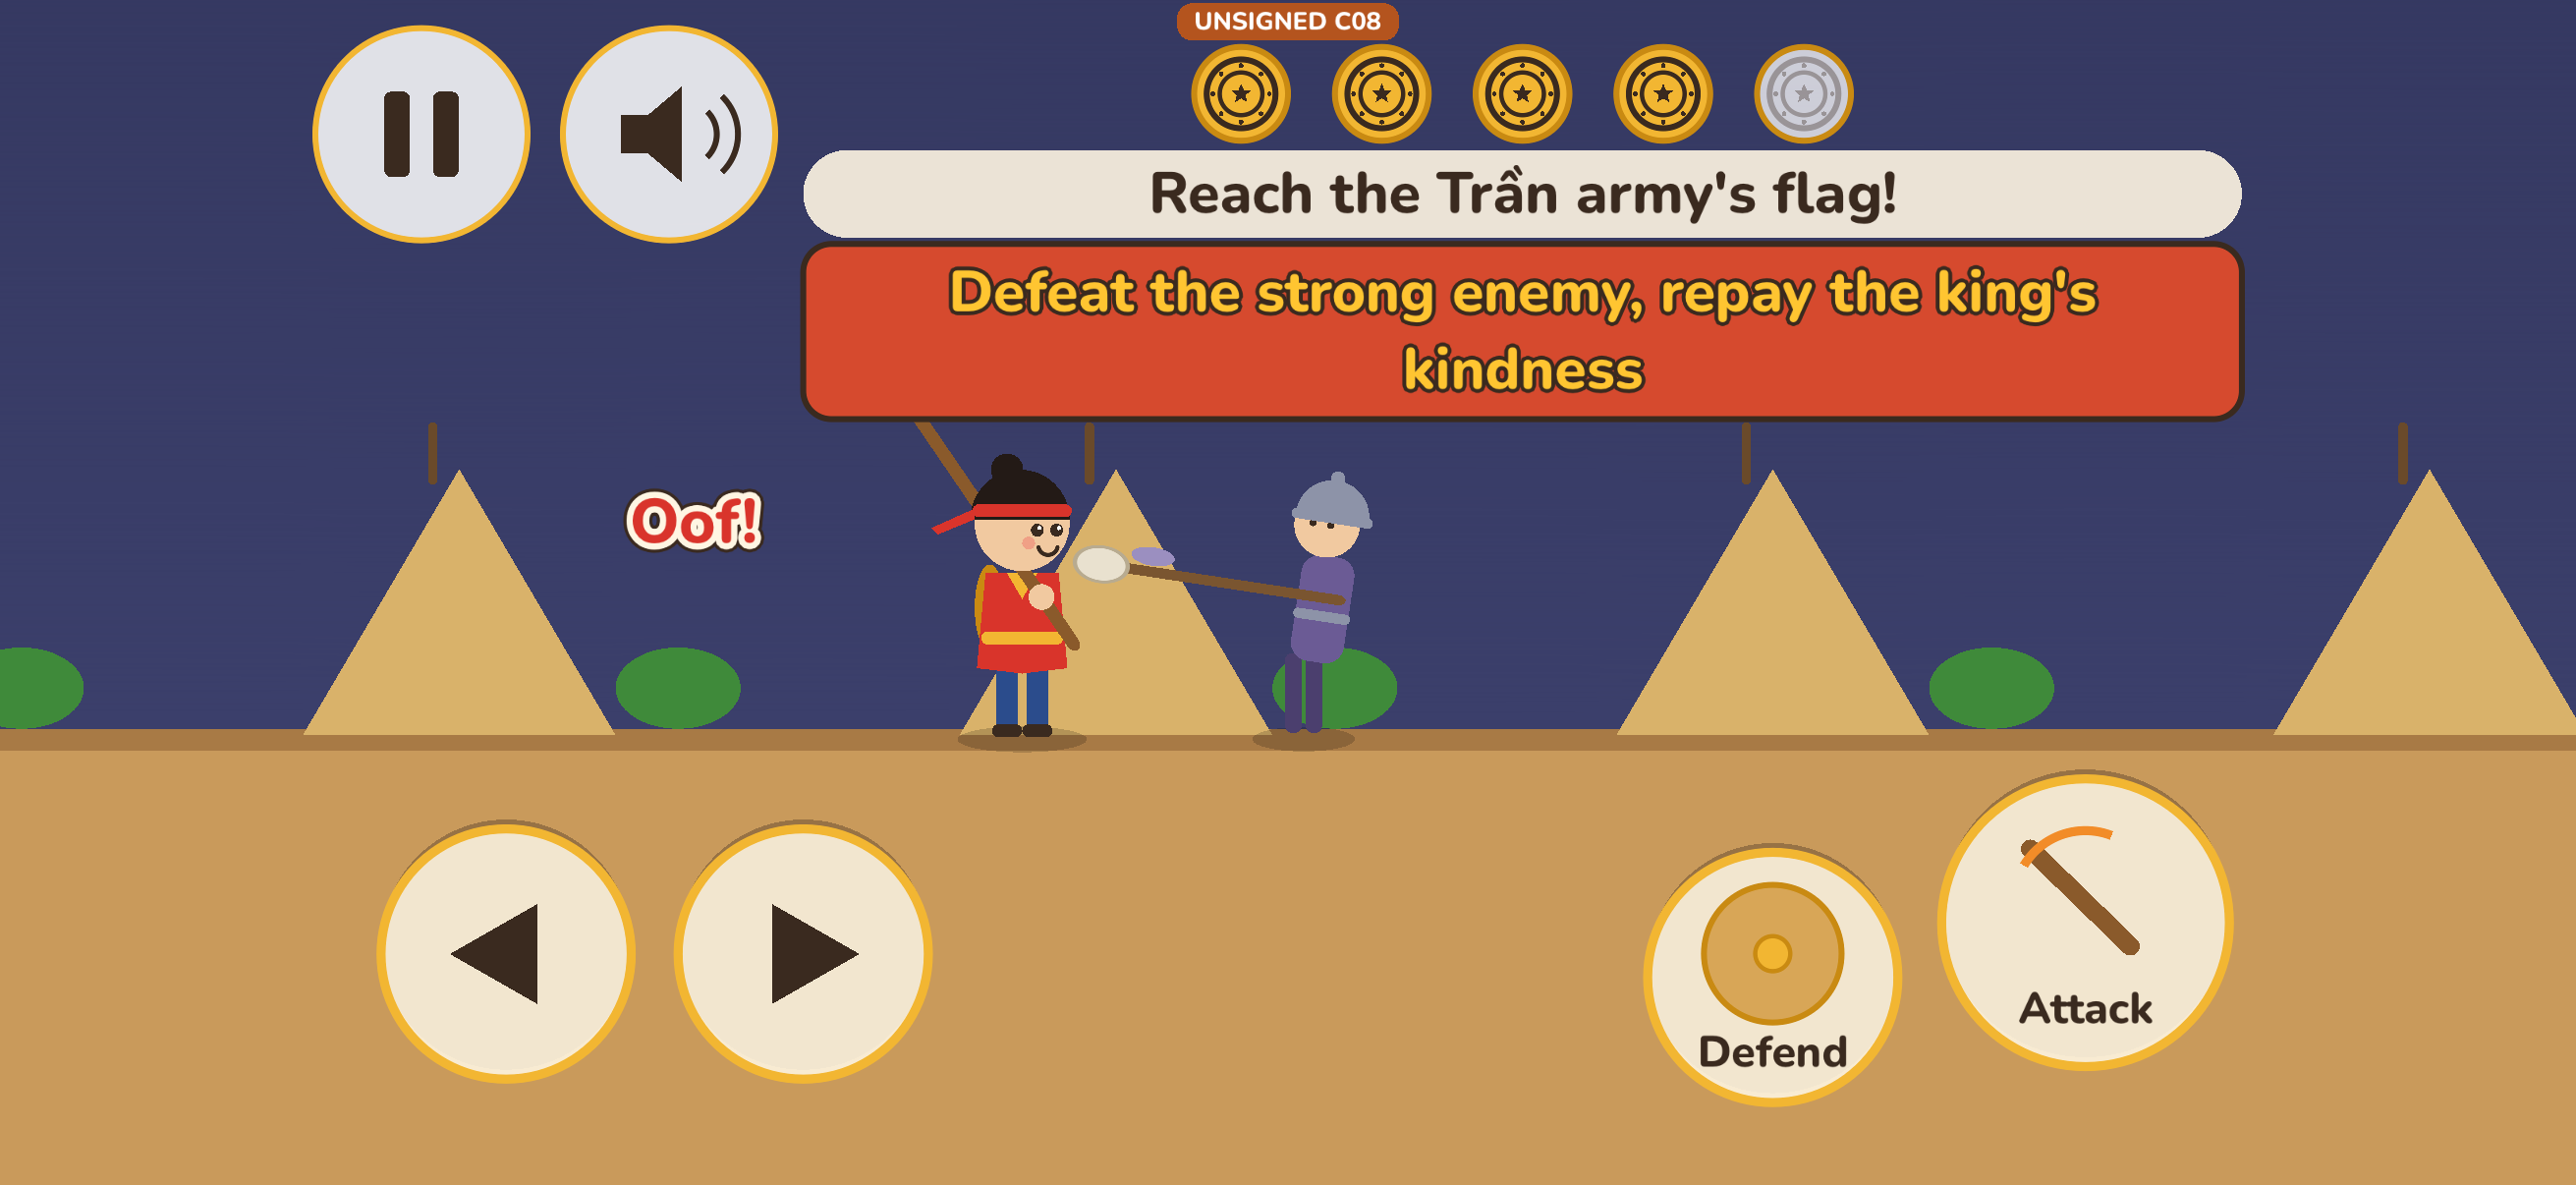 UNSIGNED C08
Reach the Trần army's flag!
Defeat the strong enemy, repay the king's
kindness
Oof!
Attack
Defend